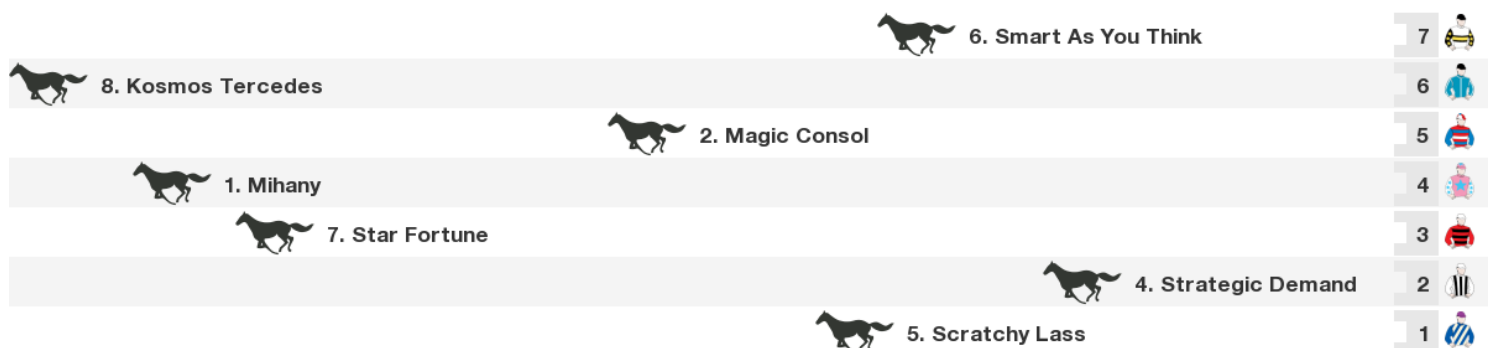 6. Smart As You Think 7
8. Kosmos Tercedes 6
2. Magic Consol 5
1. Mihany 4
7. Star Fortune 3
4. Strategic Demand 2
5. Scratchy Lass 1